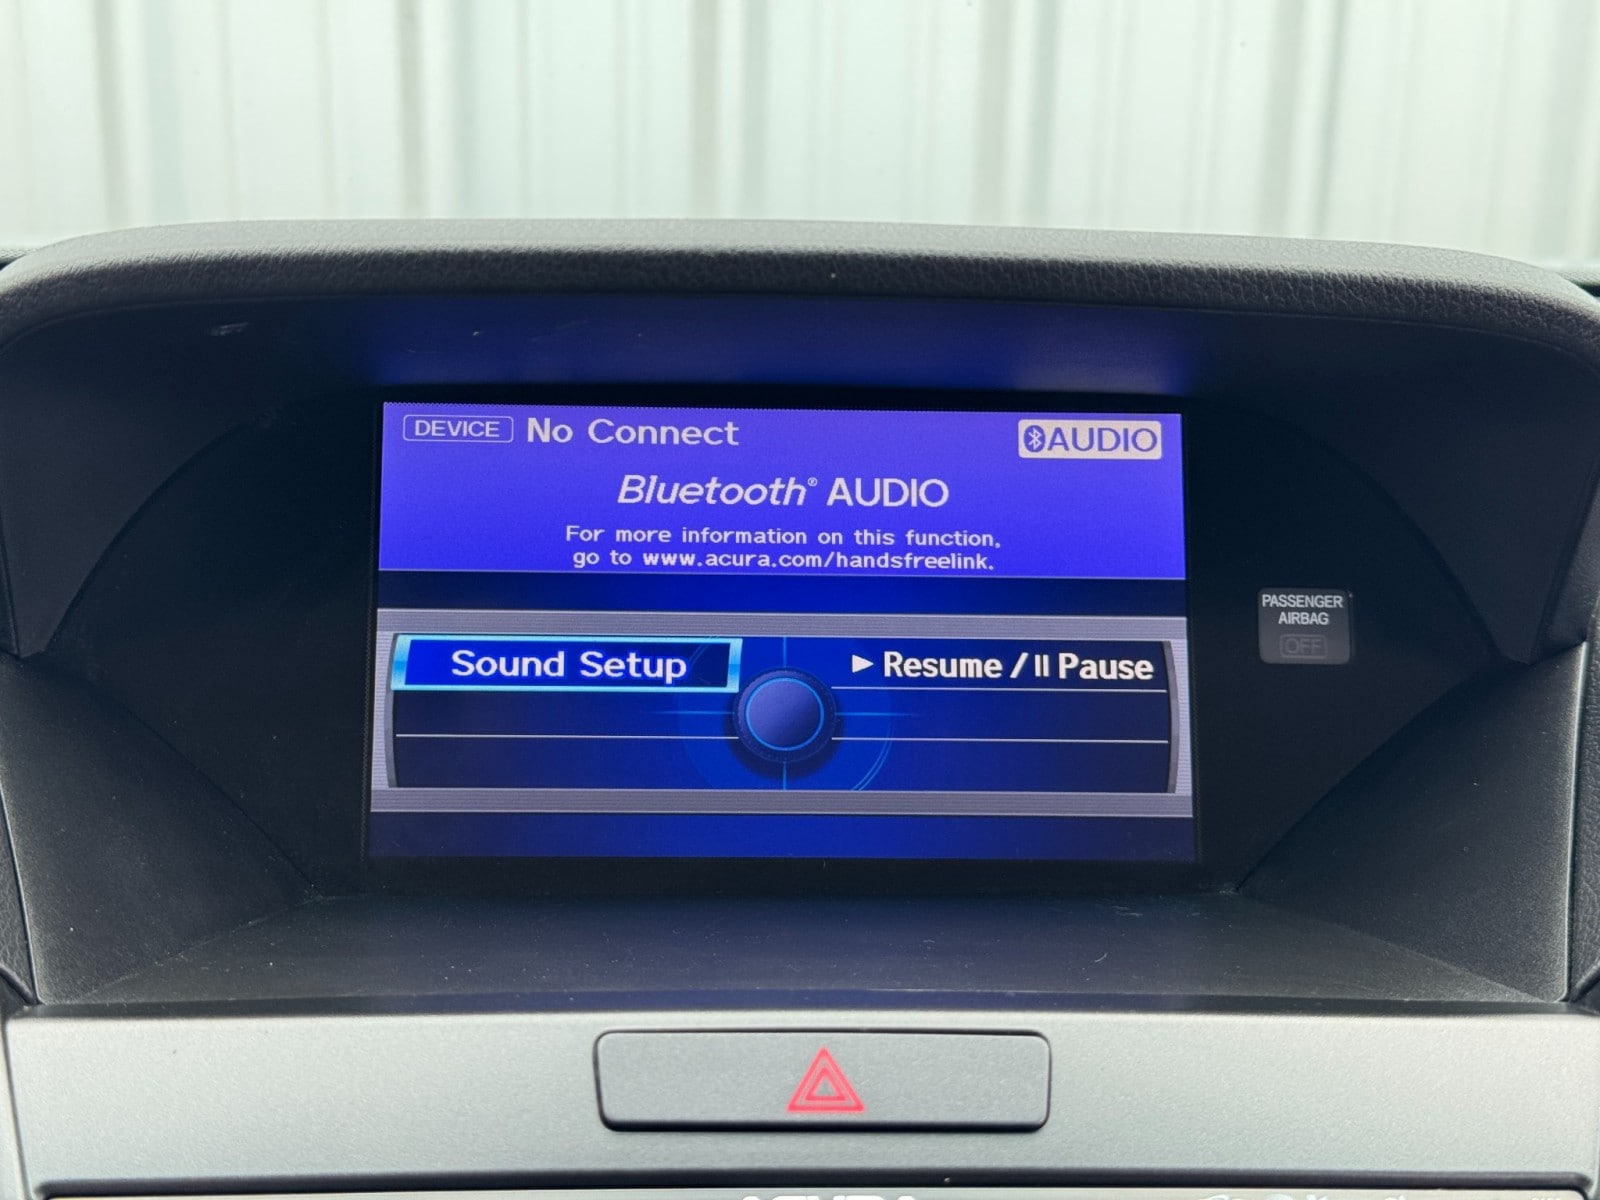 DEVICE No Connect
AUDIO
Bluetooth® AUDIO
For more information on this function,
go to www.acura.com/handsfreelink.
Sound Setup
► Resume / II Pause
PASSENGER
AIRBAG
OFF